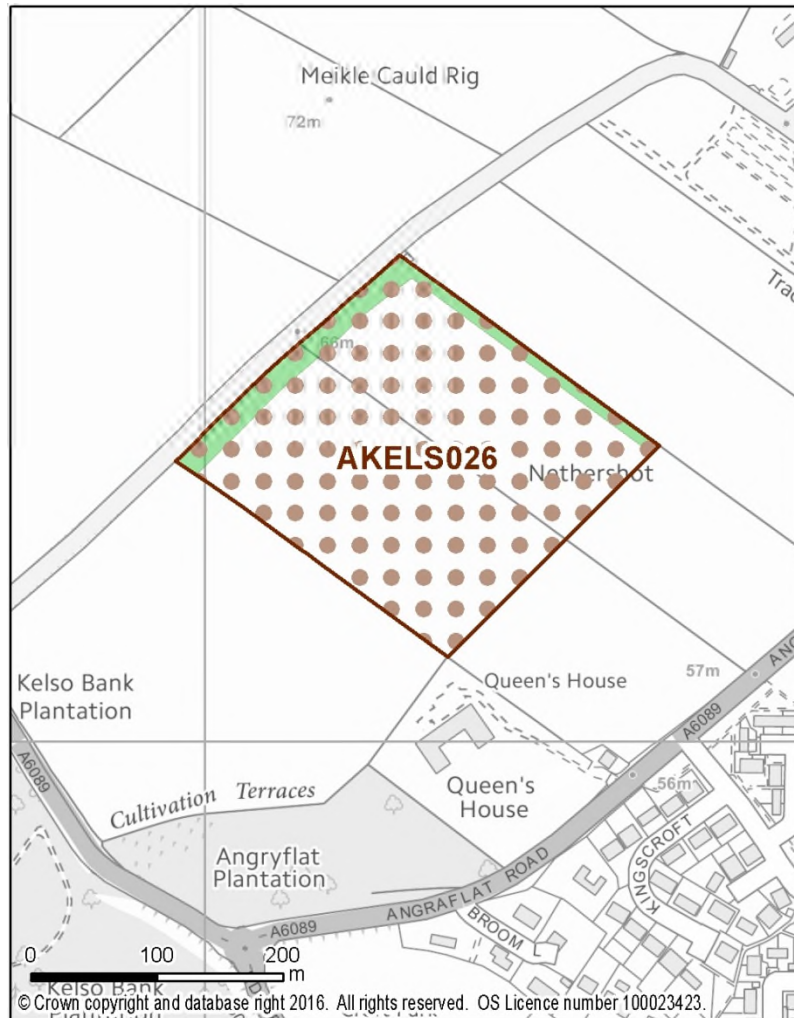 Meikle Cauld Rig
72m
Trac
66m
AKELS026
Nethershot
Kelso Bank
Plantation
Queen's House
57m
ANG
A6089
A6089
Queen's
House
56m
Cultivation Terraces
Angryflat
Plantation
KINGSCROFT
ANGRAFLAT ROAD
A6089
BROOM L
0 100 200
m
Kelso Bank
© Crown copyright and database right 2016. All rights reserved. OS Licence number 100023423.